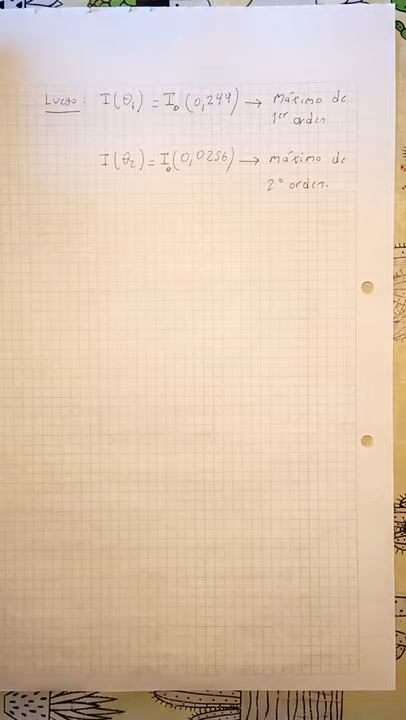 Luego: I(θ₁) = I₀(0,249) → máximo de
1er orden
I(θ₂) = I₀(0,0256) → máximo de
2° orden.